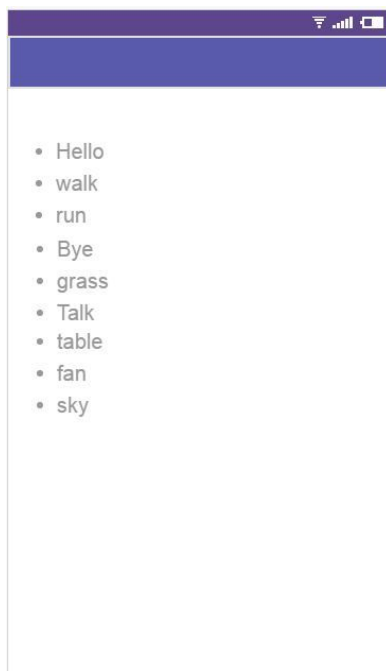 • Hello
• walk
• run
• Bye
• grass
• Talk
• table
• fan
• sky